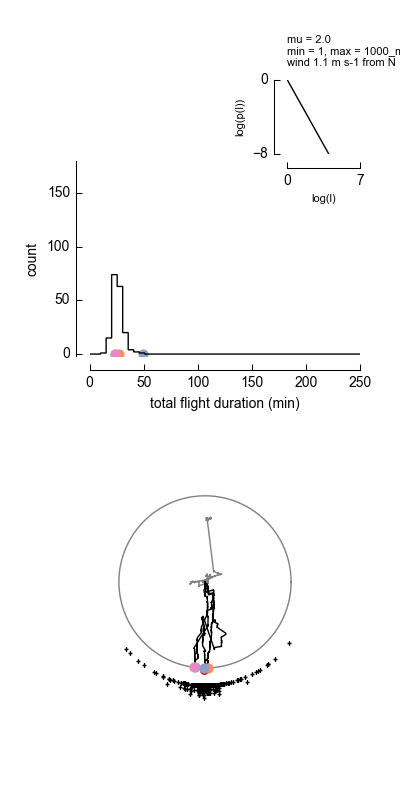 mu = 2.0
min = 1, max = 1000_m
wind 1.1 m s-1 from N
0
log(p(l))
−8
0 7
log(l)
150
100
count
50
0
0 50 100 150 200 250
total flight duration (min)